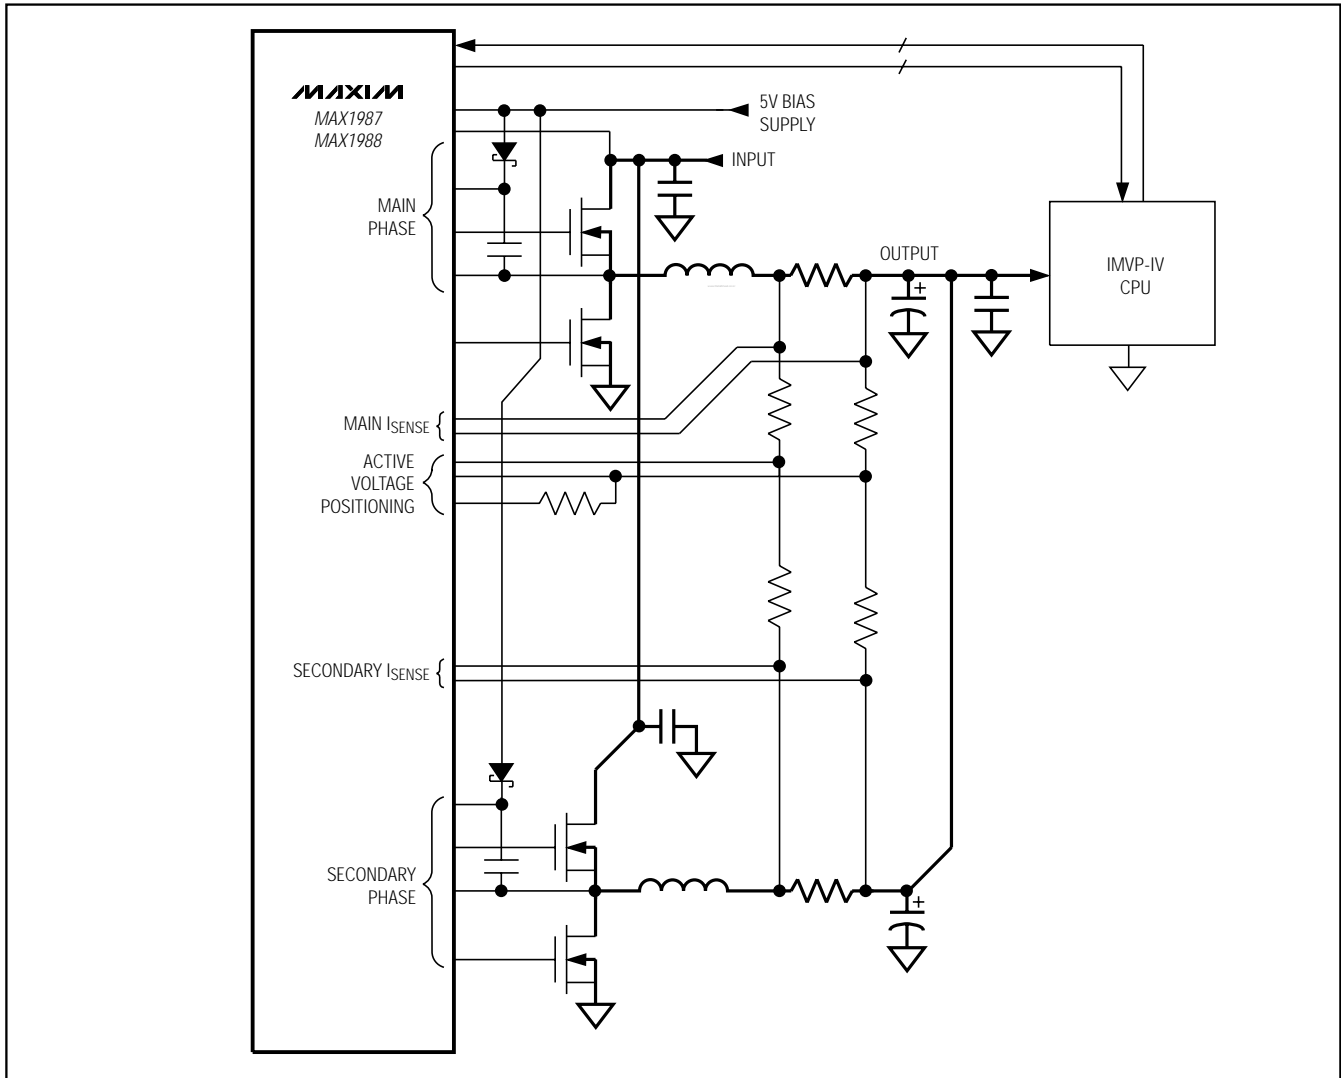 MAXIM
MAX1987
MAX1988
5V BIAS
SUPPLY
INPUT
MAIN
PHASE
OUTPUT
IMVP-IV
CPU
+
MAIN ISENSE
ACTIVE
VOLTAGE
POSITIONING
SECONDARY ISENSE
SECONDARY
PHASE
+